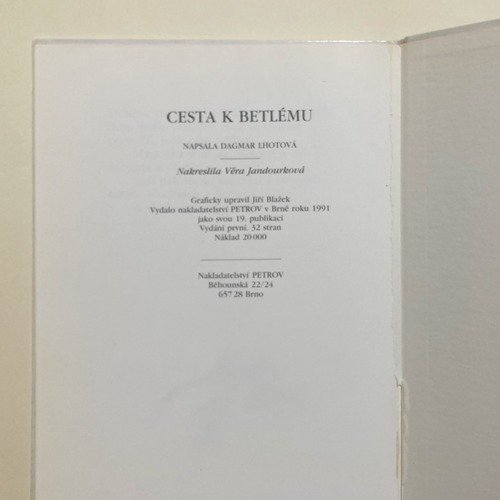 CESTA K BETLÉMU
NAPSALA DAGMAR LHOTOVÁ
Nakreslila Věra Jandourková
Graficky upravil Jiří Blažek
Vydalo nakladatelství PETROV v Brně roku 1991
jako svou 19. publikaci
Vydání první. 32 stran
Náklad 20 000
Nakladatelství PETROV
Běhounská 22/24
657 28 Brno